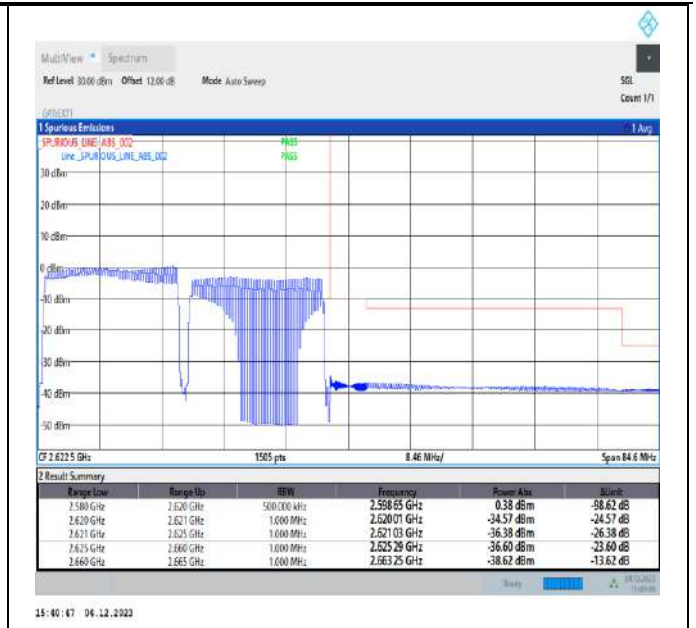 MultiView Spectrum
Ref Level 30.00 dBm Offset 12.00 dB Mode Auto Sweep SGL
Count 1/1
1 Spurious Emissions 1 Avg
SPURIOUS_LINE_ABS_002 PASS
Line _SPURIOUS_LINE_ABS_002 PASS
30 dBm
20 dBm
10 dBm
0 dBm
-10 dBm
-20 dBm
-30 dBm
-40 dBm
-50 dBm
CF 2.6225 GHz 1505 pts 8.46 MHz/ Span 84.6 MHz
2 Result Summary
Range Low Range Up RBW Frequency Power Abs ΔLimit
2.580 GHz 2.620 GHz 500.000 kHz 2.59865 GHz 0.38 dBm -98.62 dB
2.620 GHz 2.621 GHz 1.000 MHz 2.62001 GHz -34.57 dBm -24.57 dB
2.621 GHz 2.625 GHz 1.000 MHz 2.62103 GHz -36.38 dBm -26.38 dB
2.625 GHz 2.660 GHz 1.000 MHz 2.62529 GHz -36.60 dBm -23.60 dB
2.660 GHz 2.665 GHz 1.000 MHz 2.66325 GHz -38.62 dBm -13.62 dB
Ready
15:40:47 04.12.2023